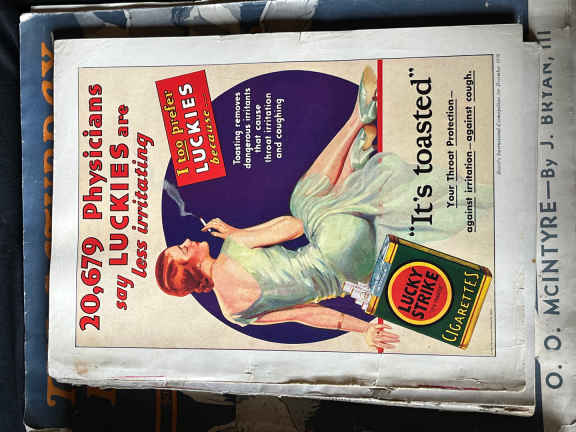 20,679 Physicians
say LUCKIES are
less irritating
I too prefer
LUCKIES
because....
Toasting removes
dangerous irritants
that cause
throat irritation
and coughing
"It's toasted"
Your Throat Protection—
against irritation—against cough.
LUCKY
STRIKE
CIGARETTES
O. O. MCINTYRE—By J. BRYAN, III